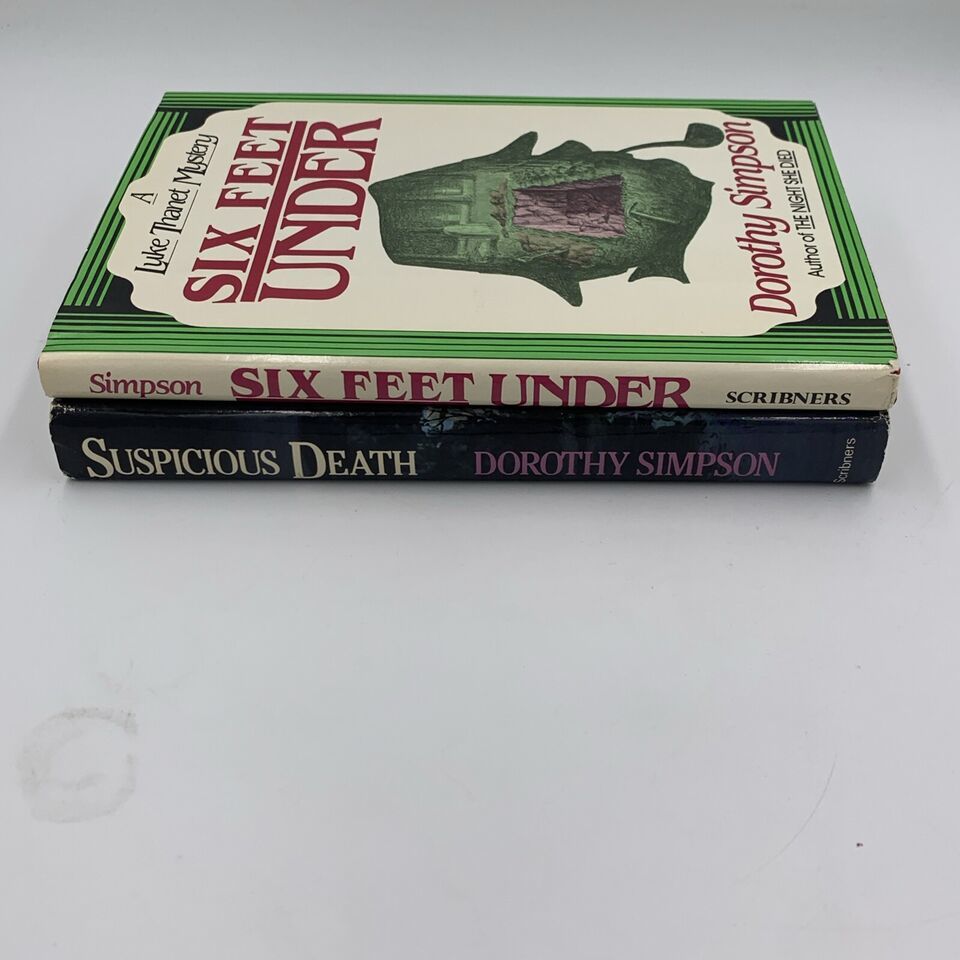 A
Luke Thanet Mystery
SIX FEET
UNDER
Dorothy Simpson
Author of THE NIGHT SHE DIED
Simpson SIX FEET UNDER SCRIBNERS
SUSPICIOUS DEATH DOROTHY SIMPSON Scribners